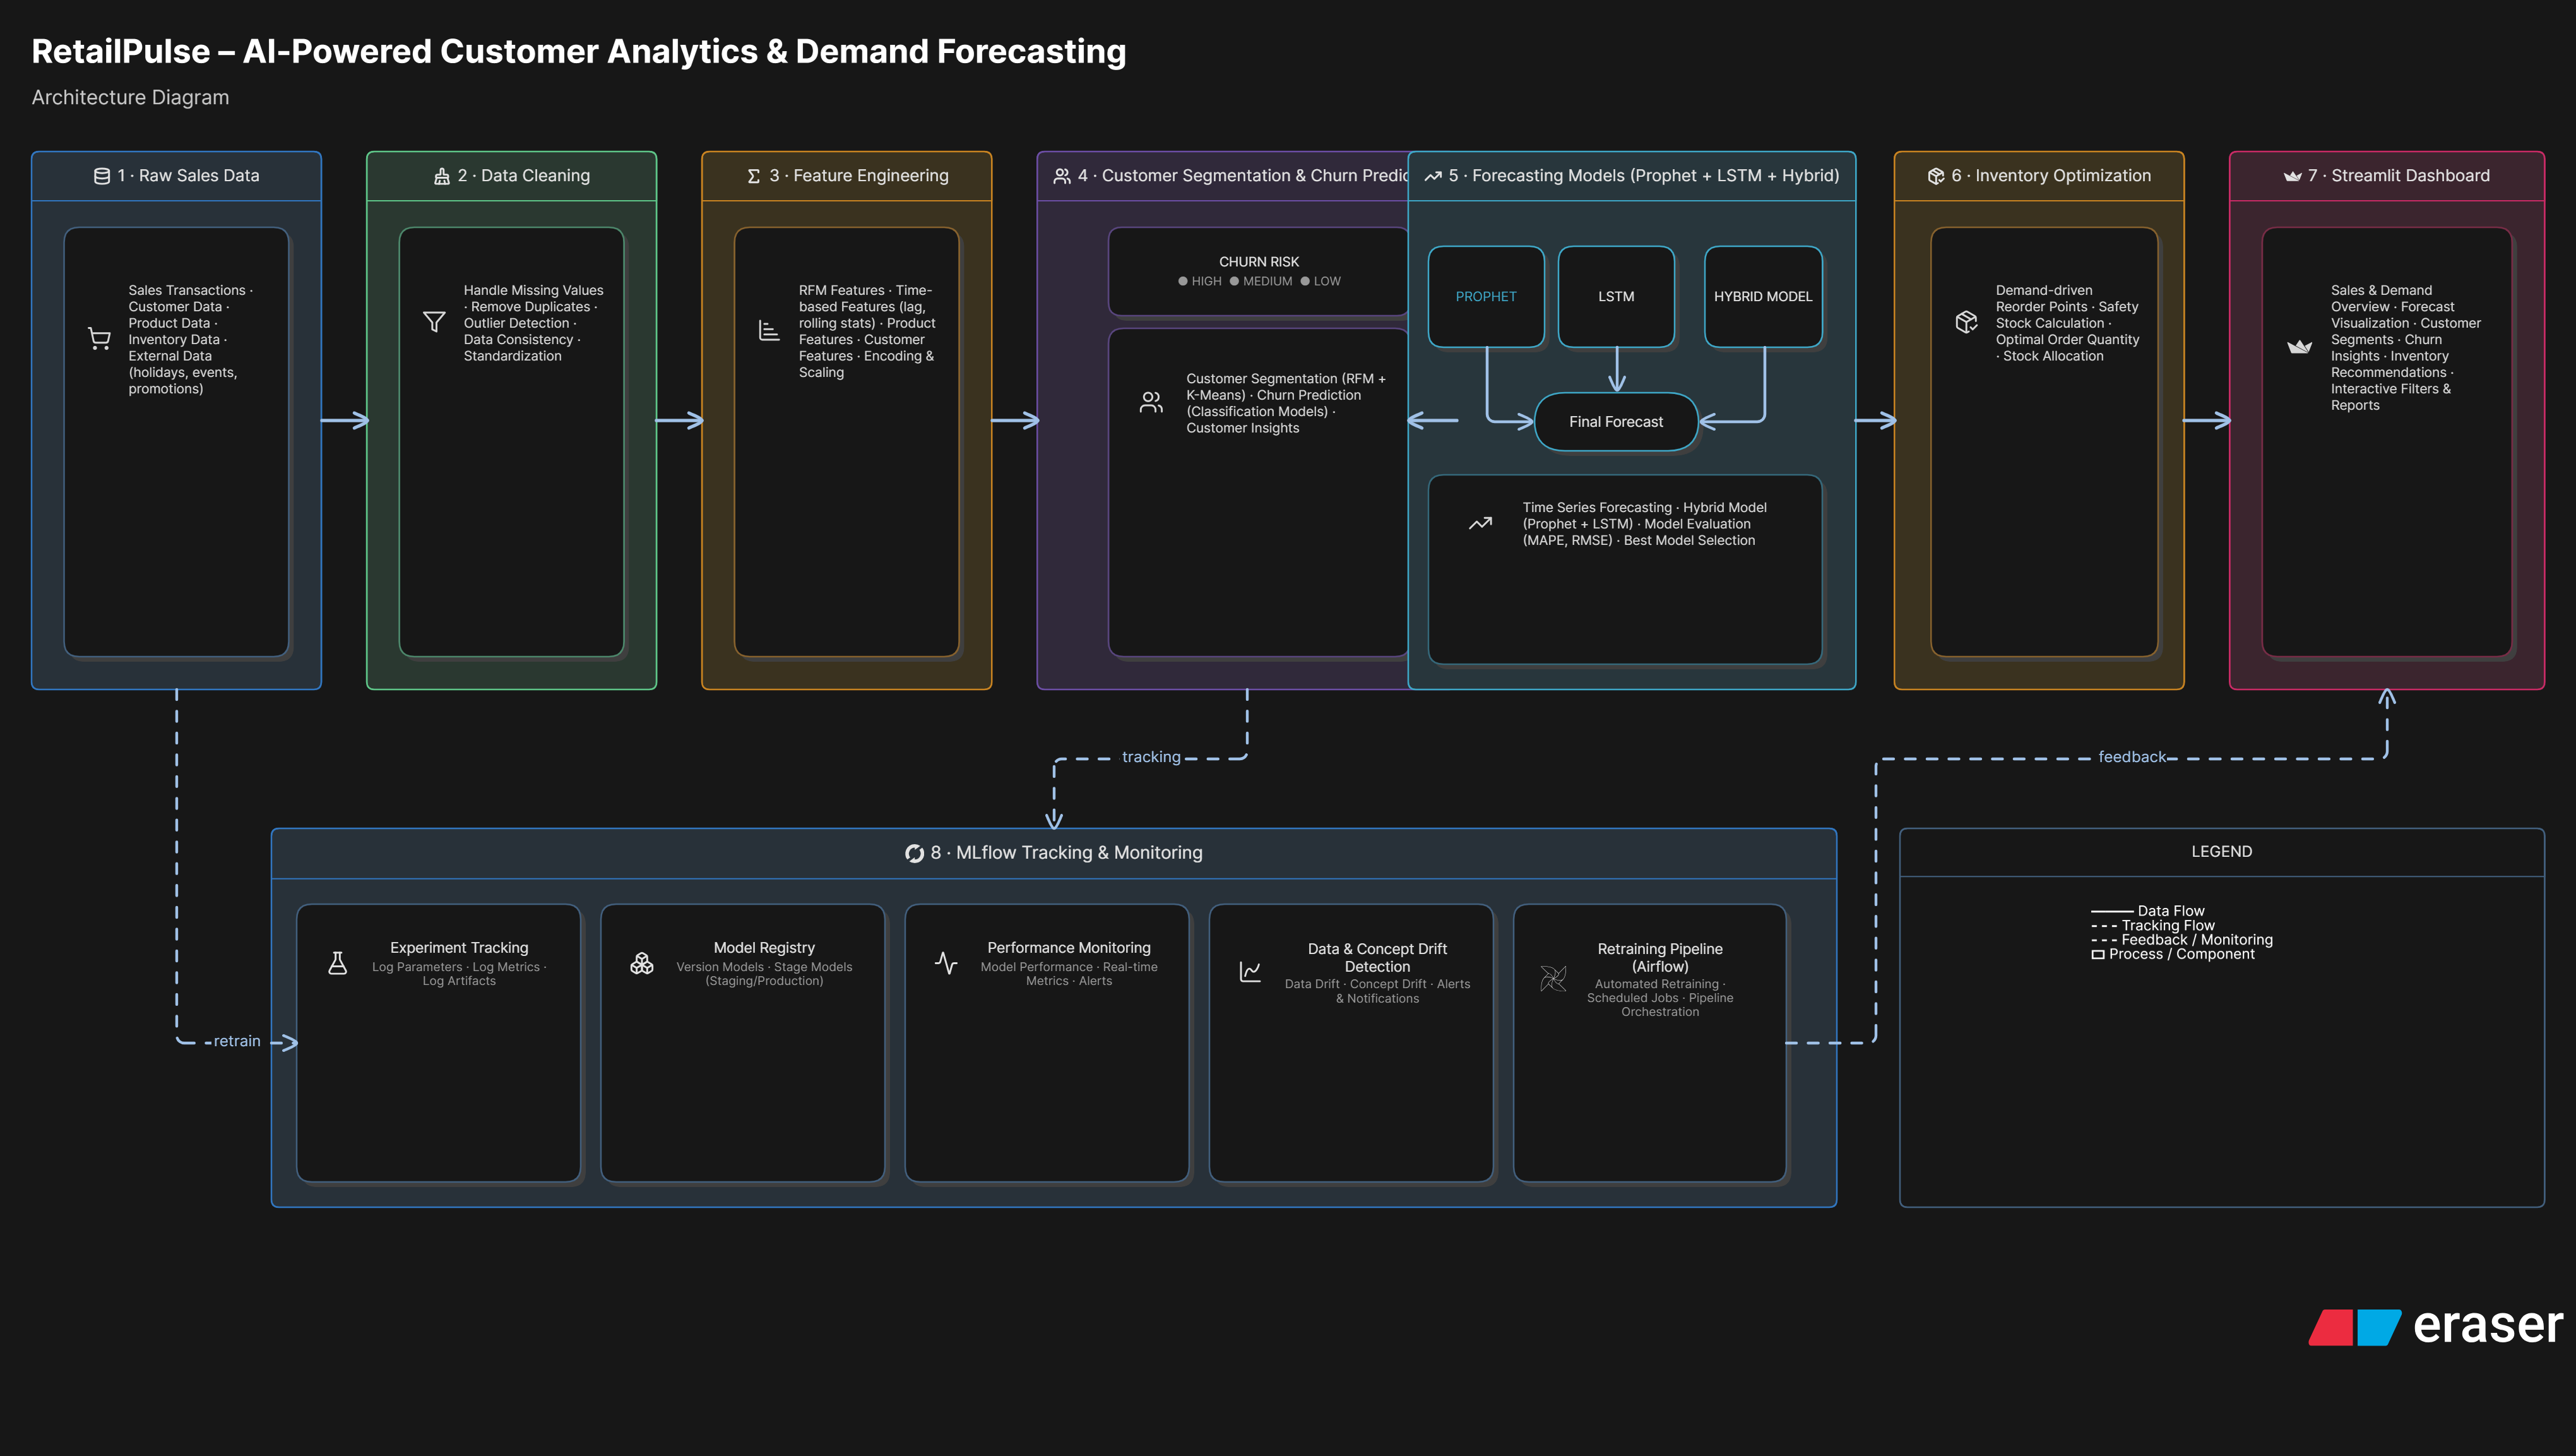 RetailPulse – AI-Powered Customer Analytics & Demand Forecasting
Architecture Diagram
1 · Raw Sales Data
Sales Transactions ·
Customer Data ·
Product Data ·
Inventory Data ·
External Data
(holidays, events,
promotions)
2 · Data Cleaning
Handle Missing Values
· Remove Duplicates ·
Outlier Detection ·
Data Consistency ·
Standardization
3 · Feature Engineering
RFM Features · Time-
based Features (lag,
rolling stats) · Product
Features · Customer
Features · Encoding &
Scaling
4 · Customer Segmentation & Churn Predic
CHURN RISK
HIGH MEDIUM LOW
Customer Segmentation (RFM +
K-Means) · Churn Prediction
(Classification Models) ·
Customer Insights
5 · Forecasting Models (Prophet + LSTM + Hybrid)
PROPHET
LSTM
HYBRID MODEL
Final Forecast
Time Series Forecasting · Hybrid Model
(Prophet + LSTM) · Model Evaluation
(MAPE, RMSE) · Best Model Selection
6 · Inventory Optimization
Demand-driven
Reorder Points · Safety
Stock Calculation ·
Optimal Order Quantity
· Stock Allocation
7 · Streamlit Dashboard
Sales & Demand
Overview · Forecast
Visualization · Customer
Segments · Churn
Insights · Inventory
Recommendations ·
Interactive Filters &
Reports
tracking
feedback
retrain
8 · MLflow Tracking & Monitoring
Experiment Tracking
Log Parameters · Log Metrics ·
Log Artifacts
Model Registry
Version Models · Stage Models
(Staging/Production)
Performance Monitoring
Model Performance · Real-time
Metrics · Alerts
Data & Concept Drift
Detection
Data Drift · Concept Drift · Alerts
& Notifications
Retraining Pipeline
(Airflow)
Automated Retraining ·
Scheduled Jobs · Pipeline
Orchestration
LEGEND
Data Flow
Tracking Flow
Feedback / Monitoring
Process / Component
eraser